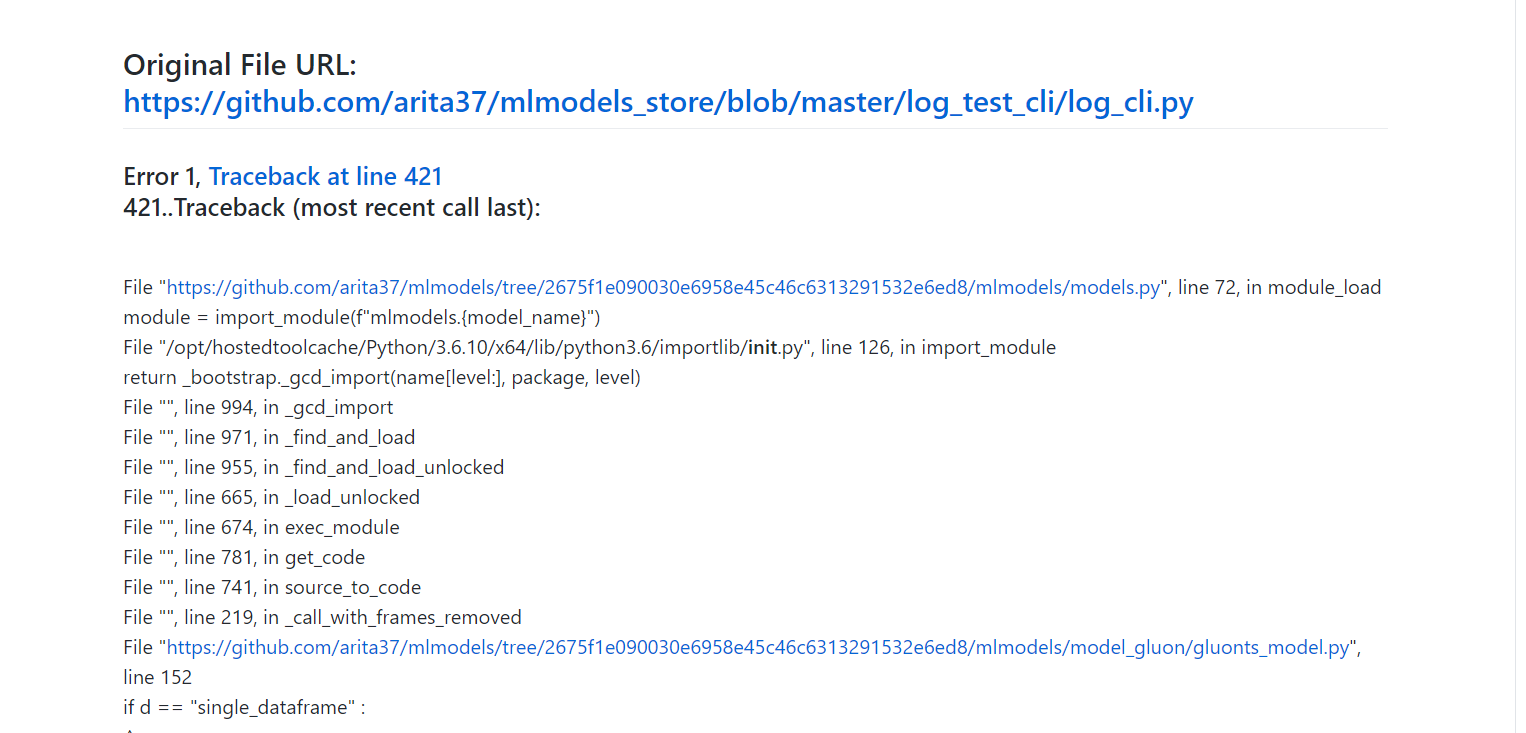 Original File URL:
https://github.com/arita37/mlmodels_store/blob/master/log_test_cli/log_cli.py
Error 1, Traceback at line 421
421..Traceback (most recent call last):
File "https://github.com/arita37/mlmodels/tree/2675f1e090030e6958e45c46c6313291532e6ed8/mlmodels/models.py", line 72, in module_load
module = import_module(f"mlmodels.{model_name}")
File "/opt/hostedtoolcache/Python/3.6.10/x64/lib/python3.6/importlib/init.py", line 126, in import_module
return _bootstrap._gcd_import(name[level:], package, level)
File "", line 994, in _gcd_import
File "", line 971, in _find_and_load
File "", line 955, in _find_and_load_unlocked
File "", line 665, in _load_unlocked
File "", line 674, in exec_module
File "", line 781, in get_code
File "", line 741, in source_to_code
File "", line 219, in _call_with_frames_removed
File "https://github.com/arita37/mlmodels/tree/2675f1e090030e6958e45c46c6313291532e6ed8/mlmodels/model_gluon/gluonts_model.py",
line 152
if d == "single_dataframe" :